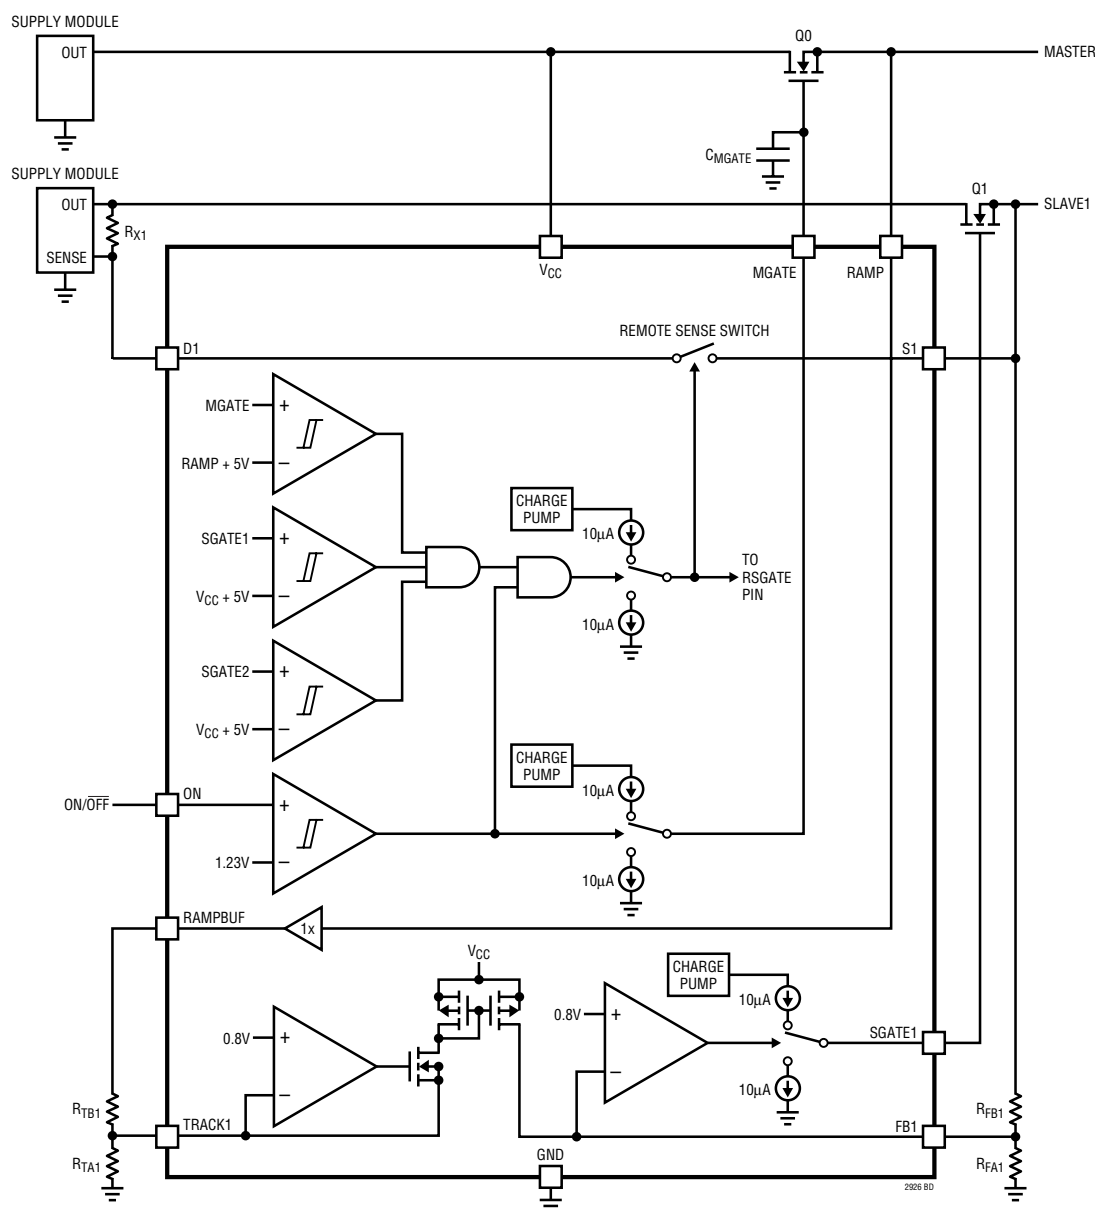 SUPPLY MODULE
OUT
Q0
MASTER
CMGATE
SUPPLY MODULE
OUT
RX1
SENSE
Q1
SLAVE1
VCC
MGATE
RAMP
REMOTE SENSE SWITCH
D1
S1
MGATE
+
RAMP + 5V
–
CHARGE
PUMP
10µA
SGATE1
+
VCC + 5V
–
TO
RSGATE
PIN
10µA
SGATE2
+
VCC + 5V
–
CHARGE
PUMP
10µA
ON/OFF
ON
+
1.23V
–
10µA
RAMPBUF
1x
VCC
CHARGE
PUMP
10µA
0.8V
+
–
0.8V
+
–
SGATE1
10µA
RTB1
TRACK1
RTA1
FB1
RFB1
RFA1
GND
2926 BD